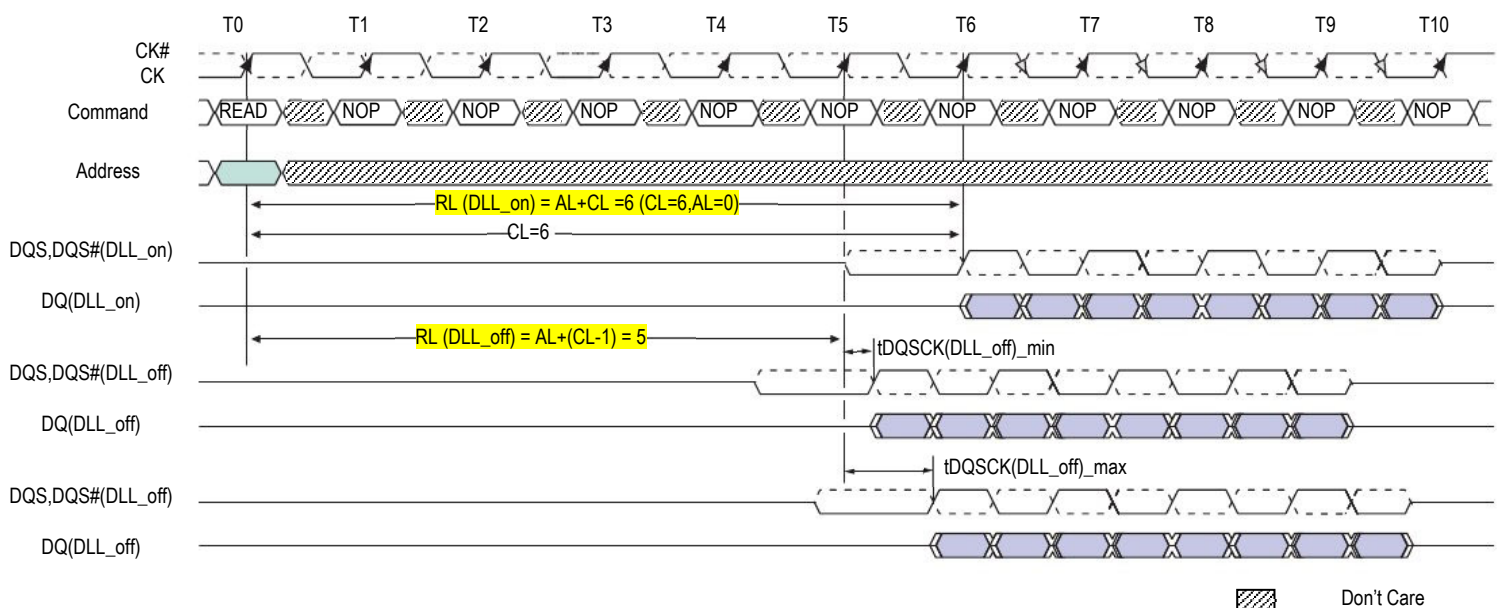 T0 T1 T2 T3 T4 T5 T6 T7 T8 T9 T10
CK#
CK
Command READ NOP NOP NOP NOP NOP NOP NOP NOP NOP NOP
Address
RL (DLL_on) = AL+CL =6 (CL=6,AL=0)
CL=6
DQS,DQS#(DLL_on)
DQ(DLL_on)
RL (DLL_off) = AL+(CL-1) = 5
tDQSCK(DLL_off)_min
DQS,DQS#(DLL_off)
DQ(DLL_off)
tDQSCK(DLL_off)_max
DQS,DQS#(DLL_off)
DQ(DLL_off)
Don't Care